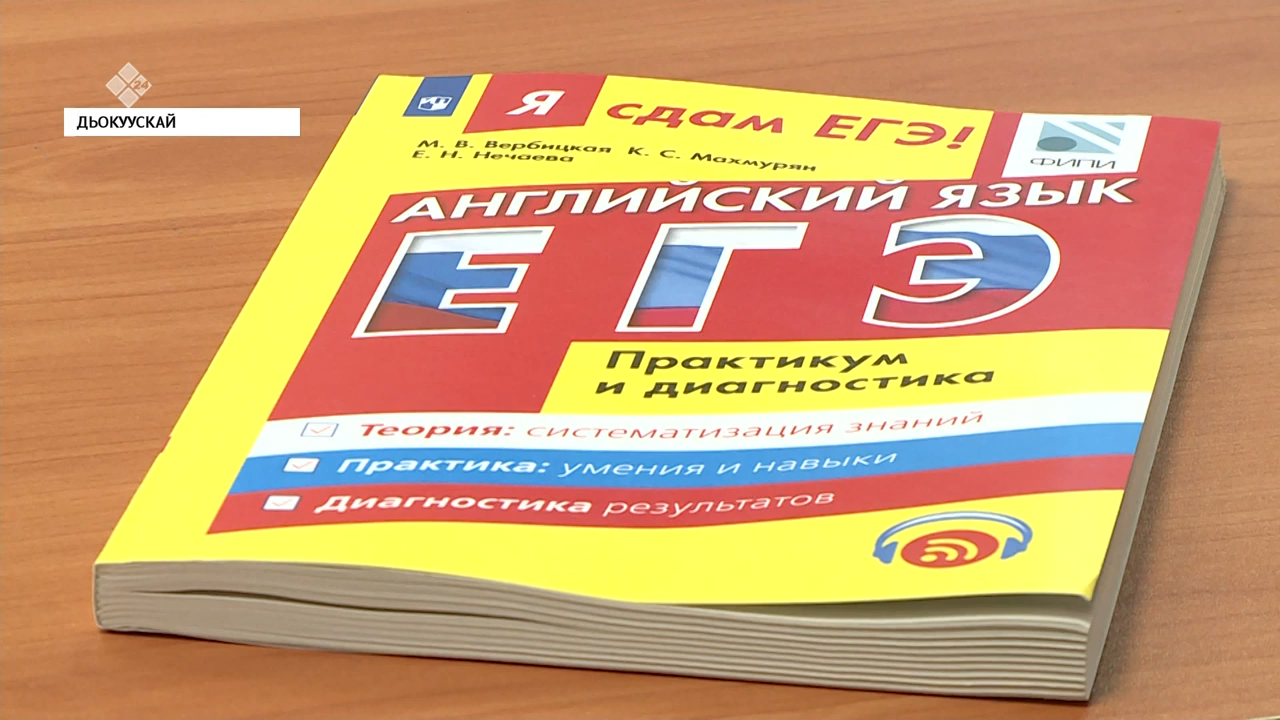 24
ДЬОКУУСКАЙ
Я сдам ЕГЭ!
М. В. Вербицкая К. С. Махмурян
Е. Н. Нечаева
ФИПИ
АНГЛИЙСКИЙ ЯЗЫК
ЕГЭ
Практикум
и диагностика
Теория: систематизация знаний
Практика: умения и навыки
Диагностика результатов